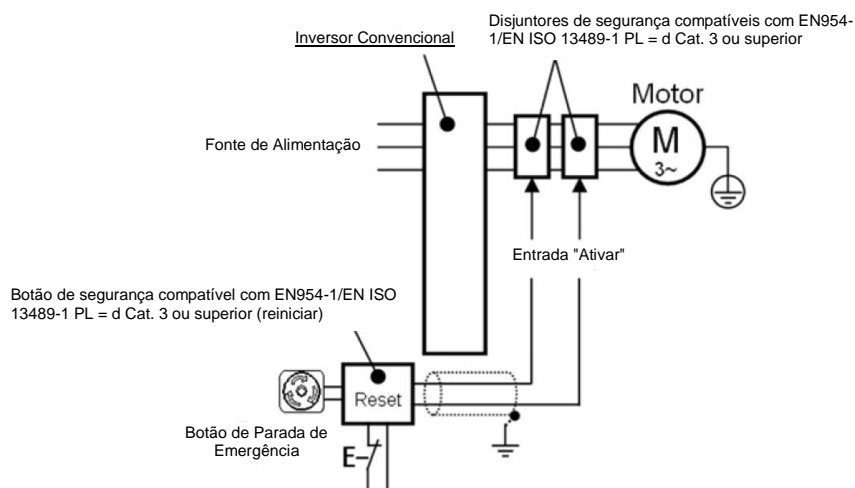 Disjuntores de segurança compatíveis com EN954-
1/EN ISO 13489-1 PL = d Cat. 3 ou superior
Inversor Convencional
Motor
Fonte de Alimentação
M
3~
Entrada "Ativar"
Botão de segurança compatível com EN954-1/EN ISO
13489-1 PL = d Cat. 3 ou superior (reiniciar)
Reset
Botão de Parada de
Emergência